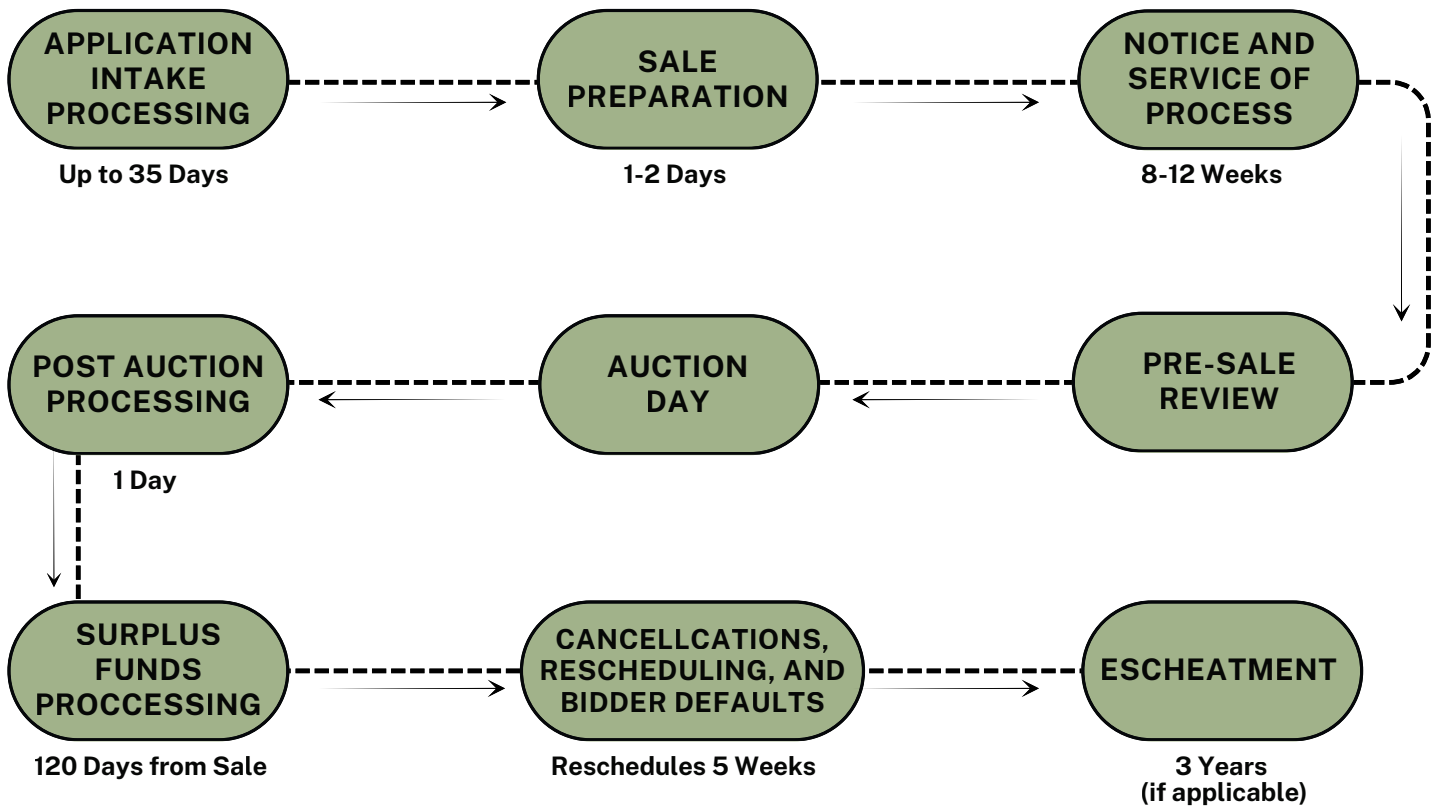 APPLICATION
INTAKE
PROCESSING
Up to 35 Days
SALE
PREPARATION
1-2 Days
NOTICE AND
SERVICE OF
PROCESS
8-12 Weeks
PRE-SALE
REVIEW
AUCTION
DAY
POST AUCTION
PROCESSING
1 Day
SURPLUS
FUNDS
PROCCESSING
120 Days from Sale
CANCELLCATIONS,
RESCHEDULING, AND
BIDDER DEFAULTS
Reschedules 5 Weeks
ESCHEATMENT
3 Years
(if applicable)